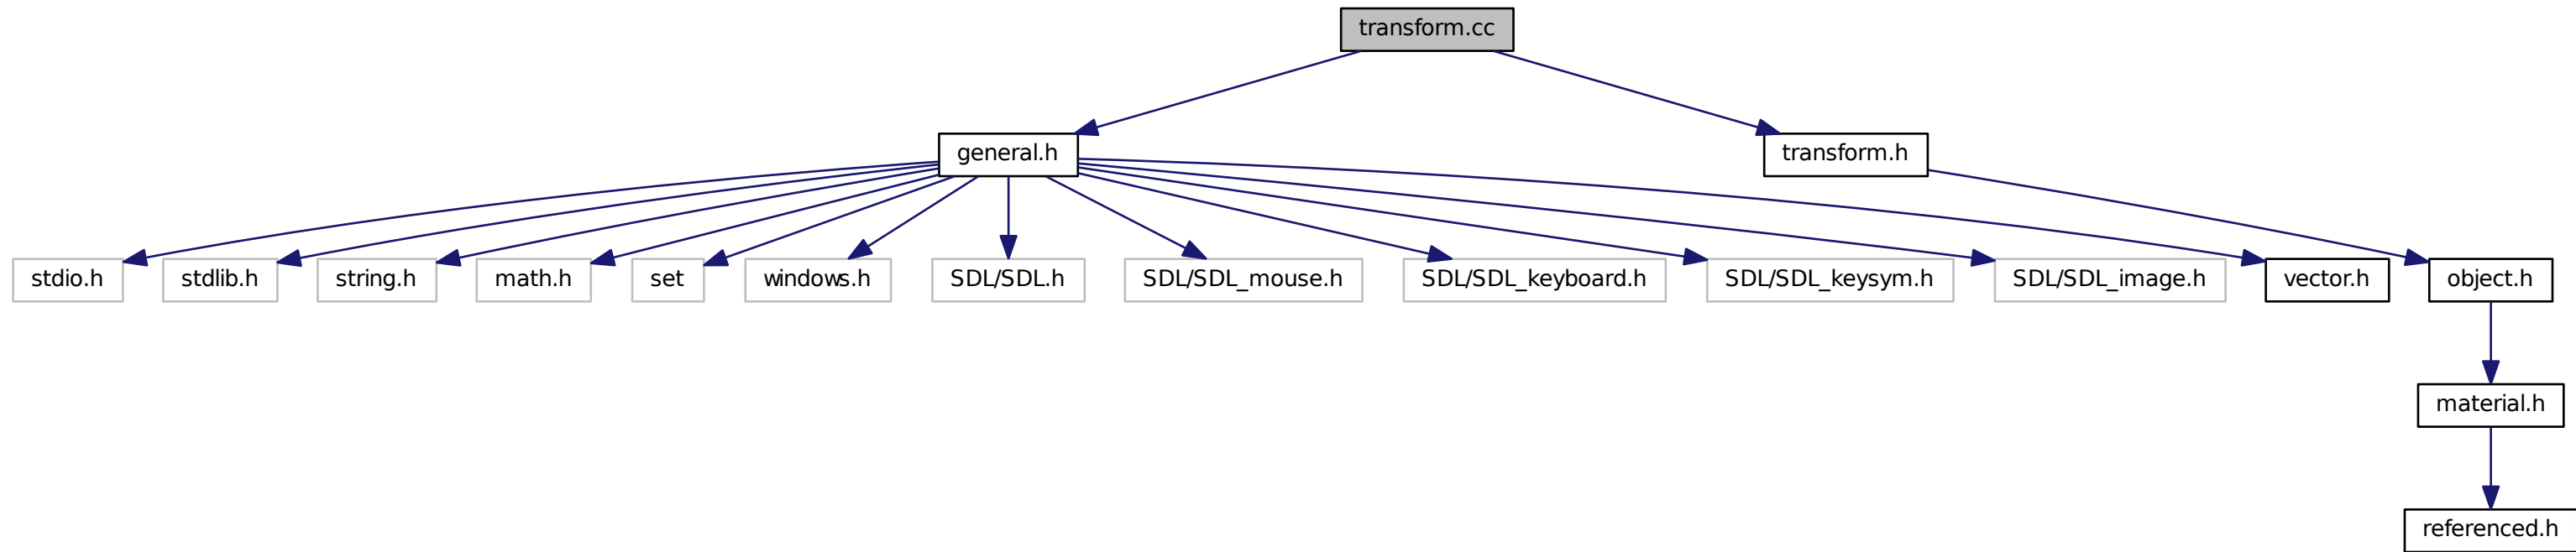 transform.cc
general.h
transform.h
stdio.h
stdlib.h
string.h
math.h
set
windows.h
SDL/SDL.h
SDL/SDL_mouse.h
SDL/SDL_keyboard.h
SDL/SDL_keysym.h
SDL/SDL_image.h
vector.h
object.h
material.h
referenced.h